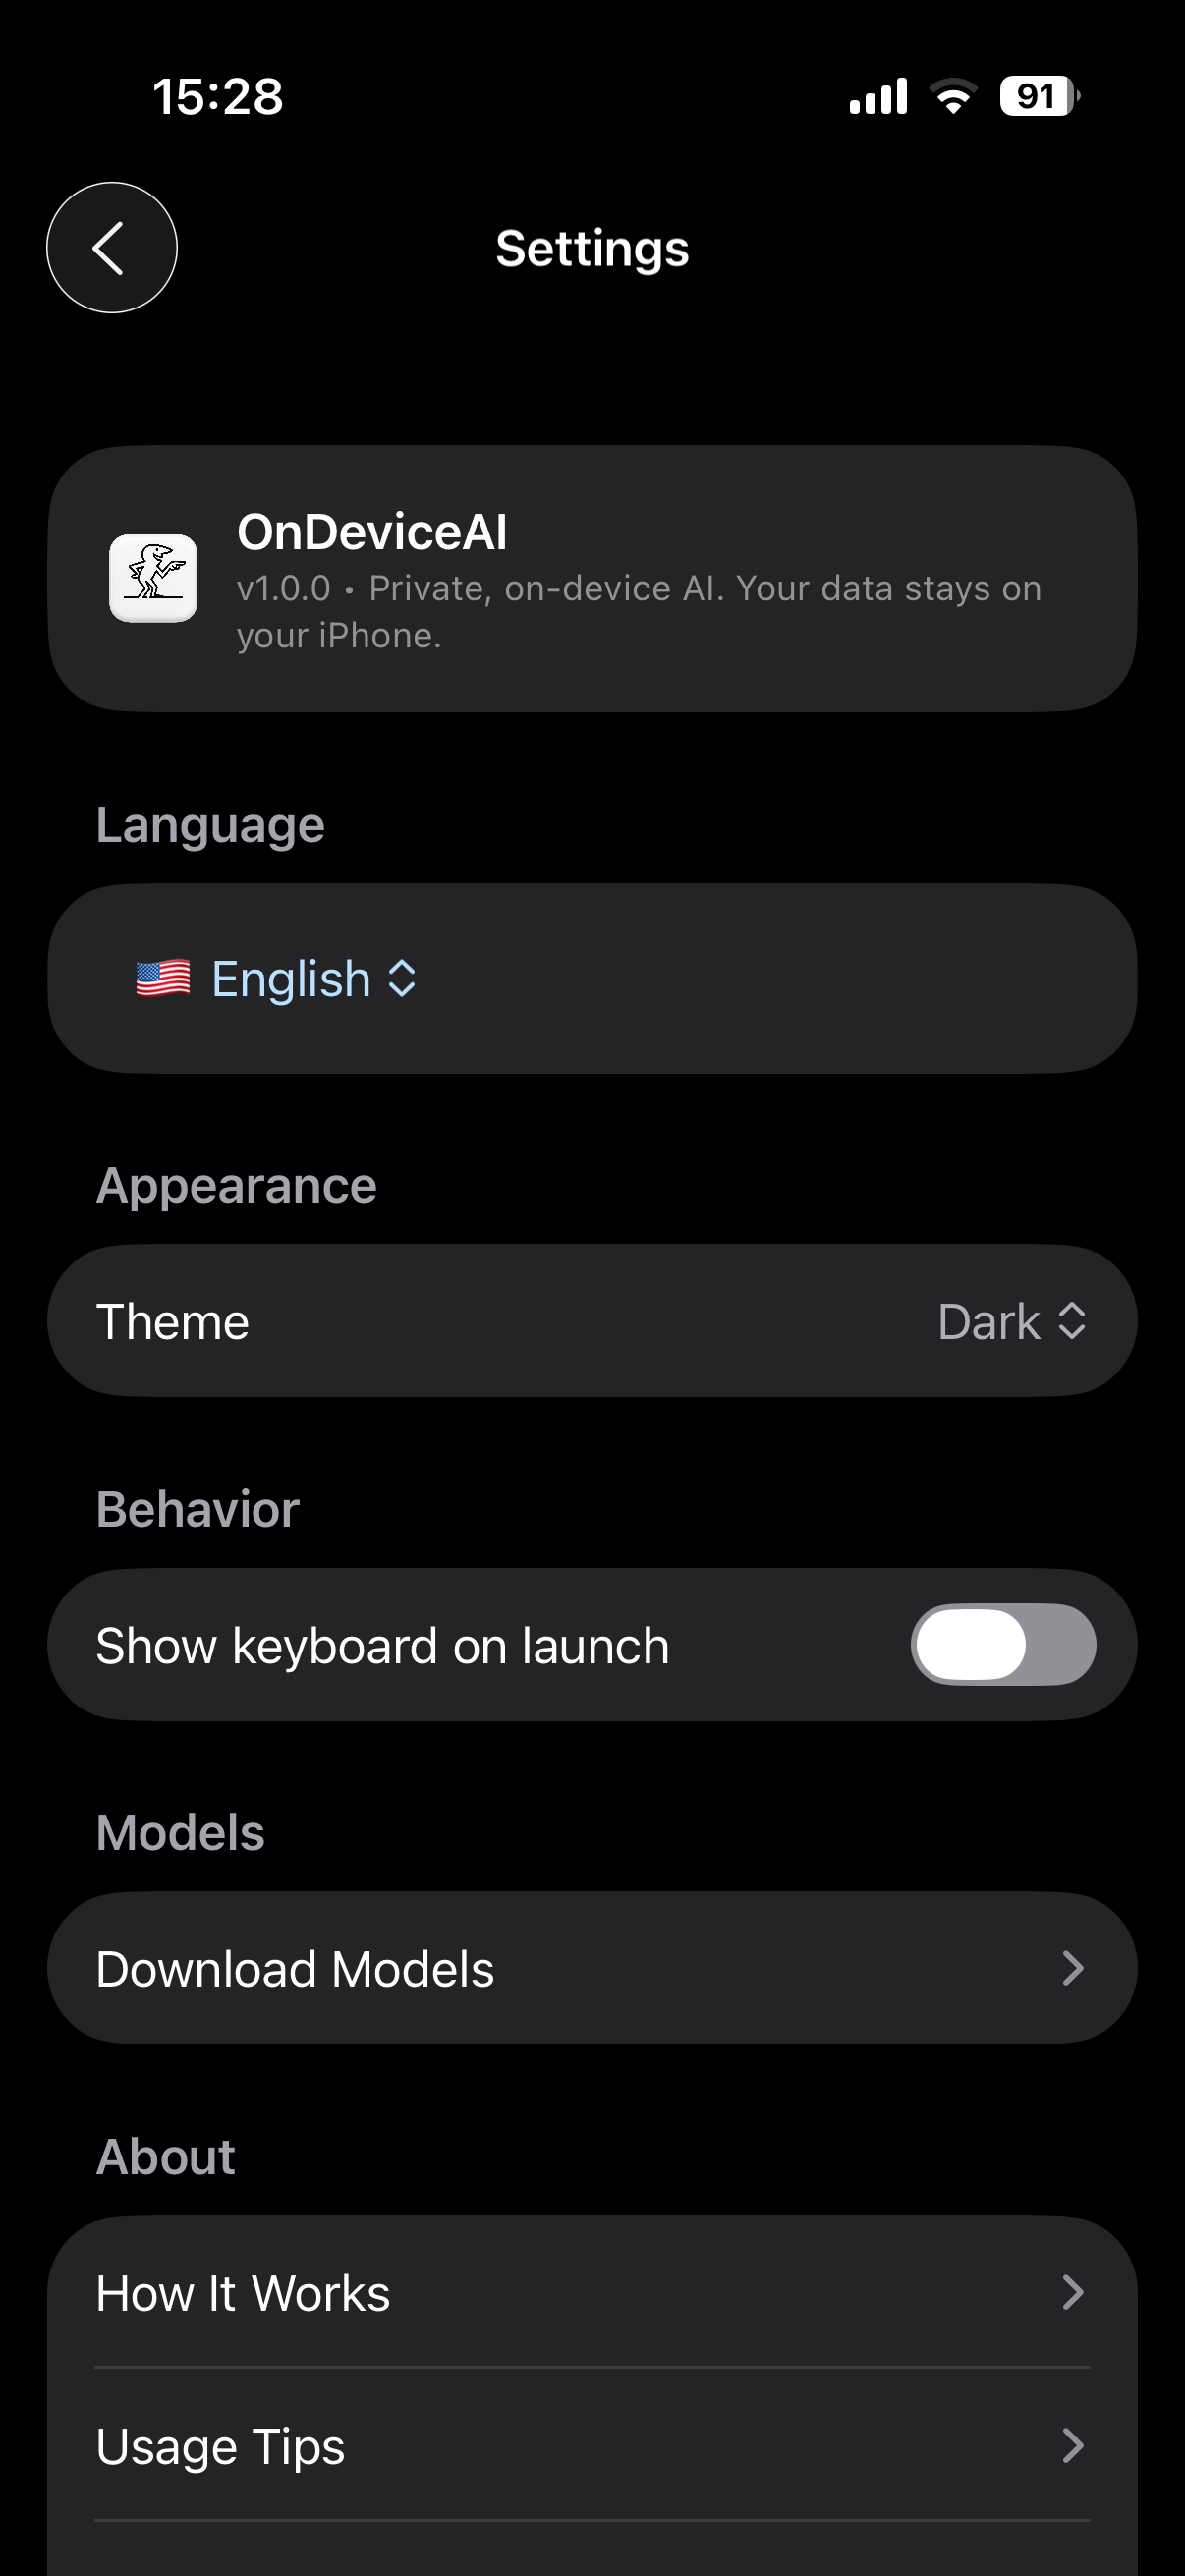 15:28
91
Settings
OnDeviceAI
v1.0.0 • Private, on-device AI. Your data stays on
your iPhone.
Language
English
Appearance
Theme
Dark
Behavior
Show keyboard on launch
Models
Download Models
About
How It Works
Usage Tips